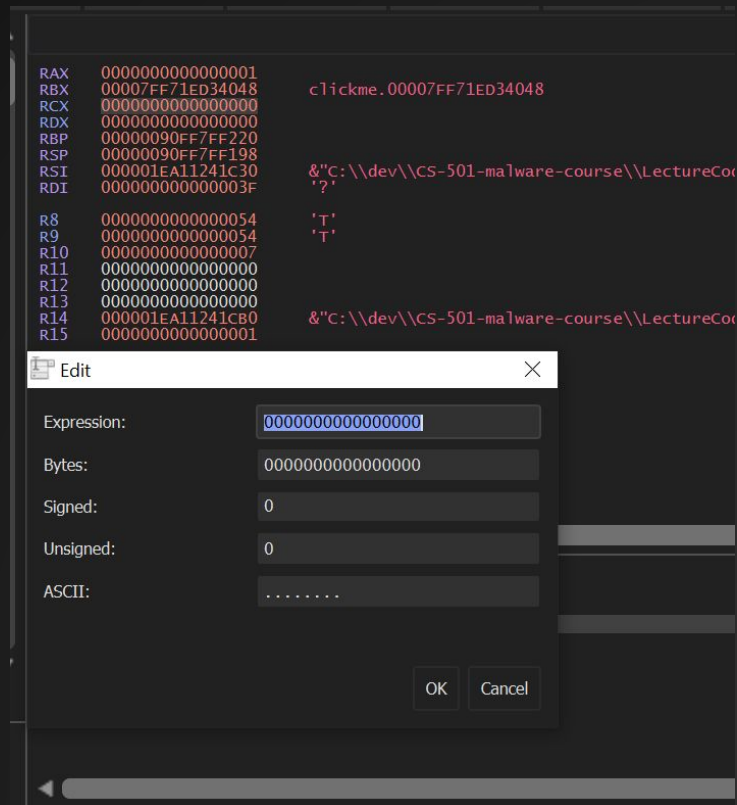 RAX 0000000000000001
RBX 00007FF71ED34048 clickme.00007FF71ED34048
RCX 0000000000000000
RDX 0000000000000000
RBP 00000090FF7FF220
RSP 00000090FF7FF198
RSI 000001EA11241C30 &"C:\\dev\\CS-501-malware-course\\LectureCod
RDI 000000000000003F '?'
R8 0000000000000054 'T'
R9 0000000000000054 'T'
R10 0000000000000007
R11 0000000000000000
R12 0000000000000000
R13 0000000000000000
R14 000001EA11241CB0 &"C:\\dev\\CS-501-malware-course\\LectureCod
R15 0000000000000001
Edit
Expression: 0000000000000000
Bytes: 0000000000000000
Signed: 0
Unsigned: 0
ASCII: ........
OK Cancel